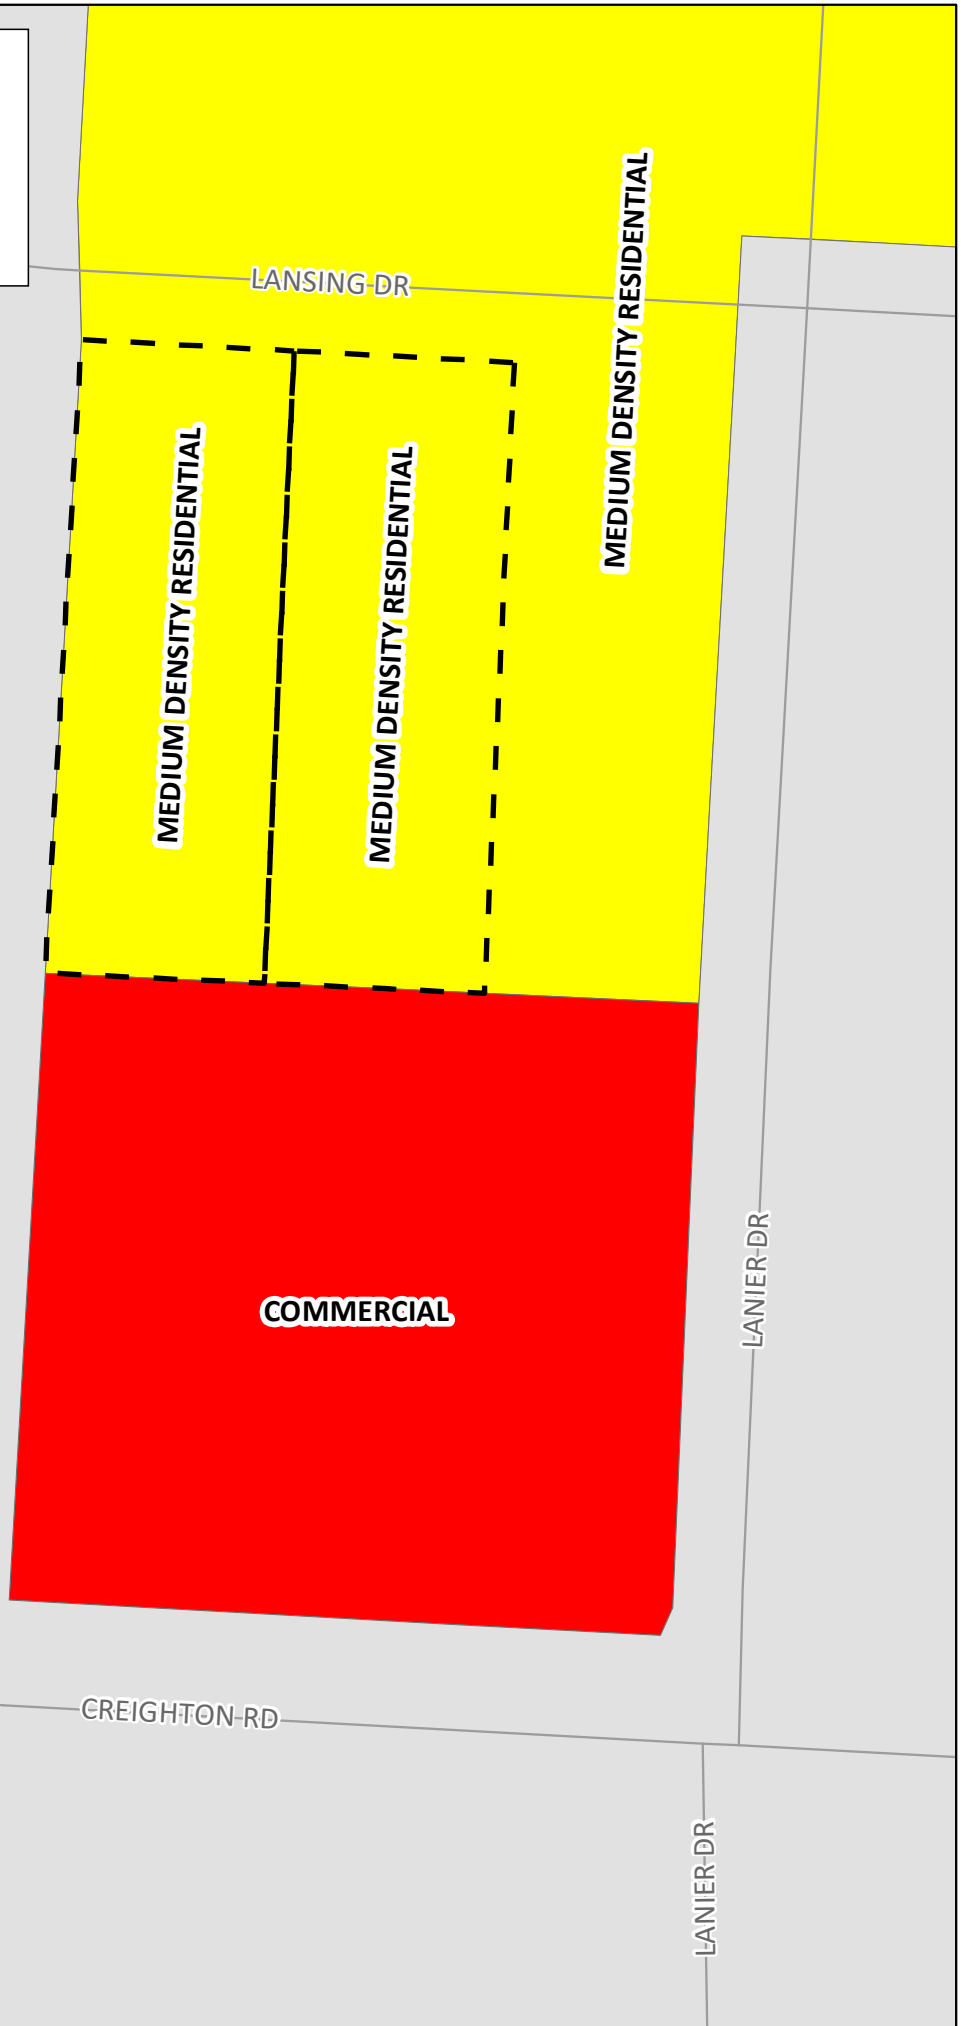 MEDIUM DENSITY RESIDENTIAL
LANSING DR
MEDIUM DENSITY RESIDENTIAL
MEDIUM DENSITY RESIDENTIAL
LANIER DR
COMMERCIAL
CREIGHTON RD
LANIER DR